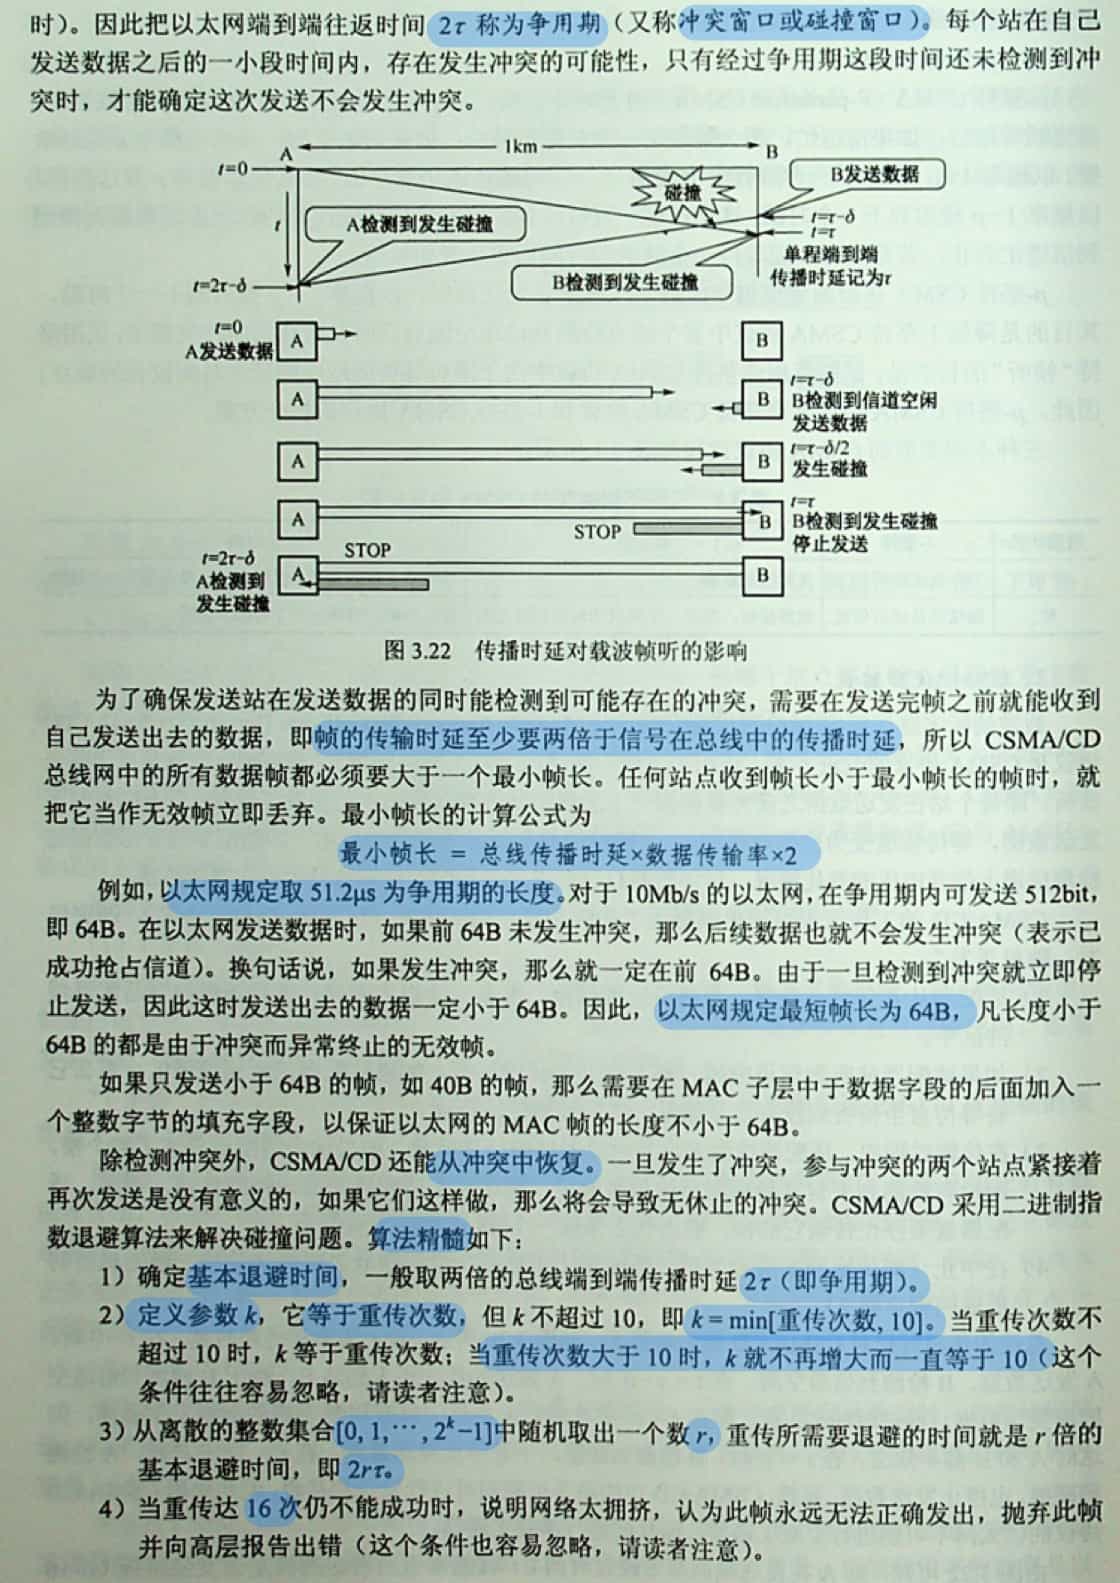 时)。因此把以太网端到端往返时间 2τ 称为争用期（又称冲突窗口或碰撞窗口）。每个站在自己
发送数据之后的一小段时间内，存在发生冲突的可能性，只有经过争用期这段时间还未检测到冲
突时，才能确定这次发送不会发生冲突。
A
1km
B
t=0
B发送数据
碰撞
t
A检测到发生碰撞
t=τ-δ
t=τ
单程端到端
传播时延记为τ
B检测到发生碰撞
t=2τ-δ
t=0
A发送数据
A
B
A
B
t=τ-δ
B检测到信道空闲
发送数据
A
B
t=τ-δ/2
发生碰撞
A
STOP
B
t=τ
B检测到发生碰撞
停止发送
STOP
t=2τ-δ
A检测到
发生碰撞
A
B
图 3.22 传播时延对载波帧听的影响
为了确保发送站在发送数据的同时能检测到可能存在的冲突，需要在发送完帧之前就能收到
自己发送出去的数据，即帧的传输时延至少要两倍于信号在总线中的传播时延，所以 CSMA/CD
总线网中的所有数据帧都必须要大于一个最小帧长。任何站点收到帧长小于最小帧长的帧时，就
把它当作无效帧立即丢弃。最小帧长的计算公式为
最小帧长 = 总线传播时延×数据传输率×2
例如，以太网规定取 51.2μs 为争用期的长度。对于 10Mb/s 的以太网，在争用期内可发送 512bit，
即 64B。在以太网发送数据时，如果前 64B 未发生冲突，那么后续数据也就不会发生冲突（表示已
成功抢占信道）。换句话说，如果发生冲突，那么就一定在前 64B。由于一旦检测到冲突就立即停
止发送，因此这时发送出去的数据一定小于 64B。因此，以太网规定最短帧长为 64B，凡长度小于
64B 的都是由于冲突而异常终止的无效帧。
如果只发送小于 64B 的帧，如 40B 的帧，那么需要在 MAC 子层中于数据字段的后面加入一
个整数字节的填充字段，以保证以太网的 MAC 帧的长度不小于 64B。
除检测冲突外，CSMA/CD 还能从冲突中恢复。一旦发生了冲突，参与冲突的两个站点紧接着
再次发送是没有意义的，如果它们这样做，那么将会导致无休止的冲突。CSMA/CD 采用二进制指
数退避算法来解决碰撞问题。算法精髓如下：
1）确定基本退避时间，一般取两倍的总线端到端传播时延 2τ（即争用期）。
2）定义参数 k，它等于重传次数，但 k 不超过 10，即 k = min[重传次数, 10]。当重传次数不
超过 10 时，k 等于重传次数；当重传次数大于 10 时，k 就不再增大而一直等于 10（这个
条件往往容易忽略，请读者注意）。
3）从离散的整数集合[0, 1, ⋯, 2ᵏ−1]中随机取出一个数 r，重传所需要退避的时间就是 r 倍的
基本退避时间，即 2rτ。
4）当重传达 16 次仍不能成功时，说明网络太拥挤，认为此帧永远无法正确发出，抛弃此帧
并向高层报告出错（这个条件也容易忽略，请读者注意）。